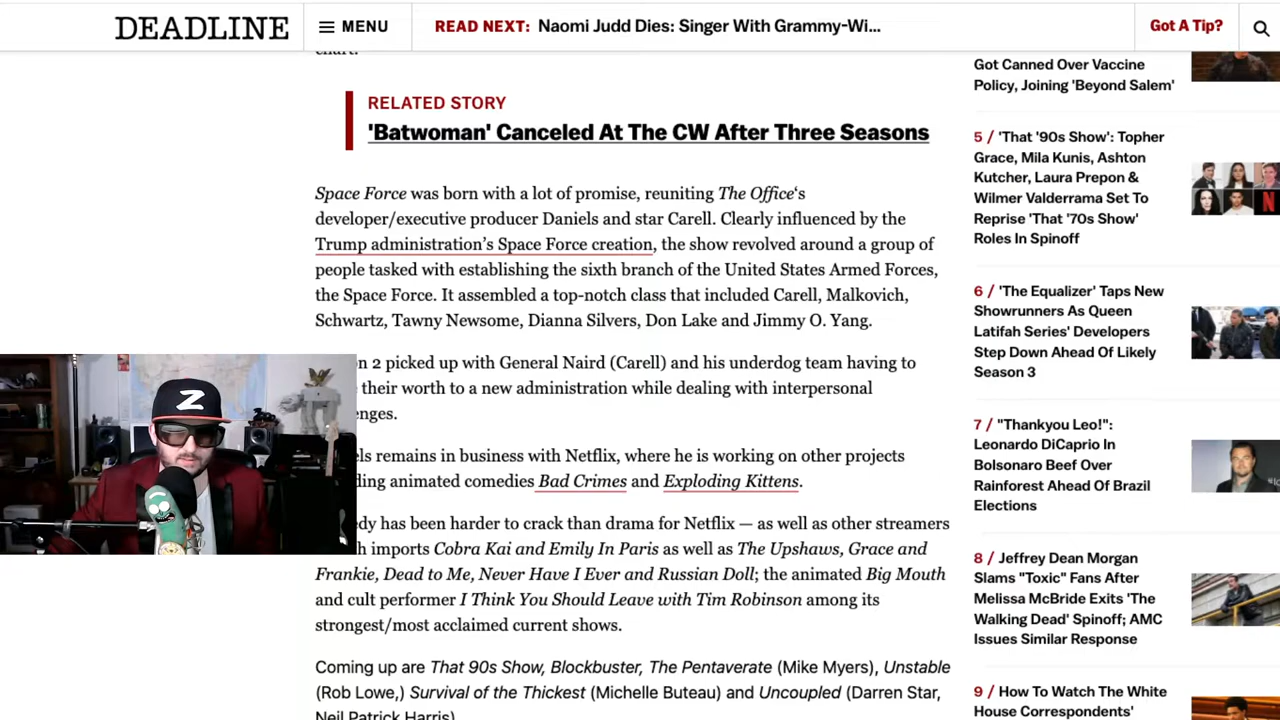 DEADLINE
MENU
READ NEXT: Naomi Judd Dies: Singer With Grammy-Wi...
Got A Tip?
chart.
RELATED STORY
'Batwoman' Canceled At The CW After Three Seasons
Space Force was born with a lot of promise, reuniting The Office‘s
developer/executive producer Daniels and star Carell. Clearly influenced by the
Trump administration’s Space Force creation, the show revolved around a group of
people tasked with establishing the sixth branch of the United States Armed Forces,
the Space Force. It assembled a top-notch class that included Carell, Malkovich,
Schwartz, Tawny Newsome, Dianna Silvers, Don Lake and Jimmy O. Yang.
n 2 picked up with General Naird (Carell) and his underdog team having to
their worth to a new administration while dealing with interpersonal
enges.
ls remains in business with Netflix, where he is working on other projects
ding animated comedies Bad Crimes and Exploding Kittens.
edy has been harder to crack than drama for Netflix — as well as other streamers
h imports Cobra Kai and Emily In Paris as well as The Upshaws, Grace and
Frankie, Dead to Me, Never Have I Ever and Russian Doll; the animated Big Mouth
and cult performer I Think You Should Leave with Tim Robinson among its
strongest/most acclaimed current shows.
Coming up are That 90s Show, Blockbuster, The Pentaverate (Mike Myers), Unstable
(Rob Lowe,) Survival of the Thickest (Michelle Buteau) and Uncoupled (Darren Star,
Neil Patrick Harris)
Got Canned Over Vaccine
Policy, Joining 'Beyond Salem'
5 / 'That '90s Show': Topher
Grace, Mila Kunis, Ashton
Kutcher, Laura Prepon &
Wilmer Valderrama Set To
Reprise 'That '70s Show'
Roles In Spinoff
N
6 / 'The Equalizer' Taps New
Showrunners As Queen
Latifah Series' Developers
Step Down Ahead Of Likely
Season 3
7 / "Thankyou Leo!":
Leonardo DiCaprio In
Bolsonaro Beef Over
Rainforest Ahead Of Brazil
Elections
8 / Jeffrey Dean Morgan
Slams "Toxic" Fans After
Melissa McBride Exits 'The
Walking Dead' Spinoff; AMC
Issues Similar Response
9 / How To Watch The White
House Correspondents'
Z